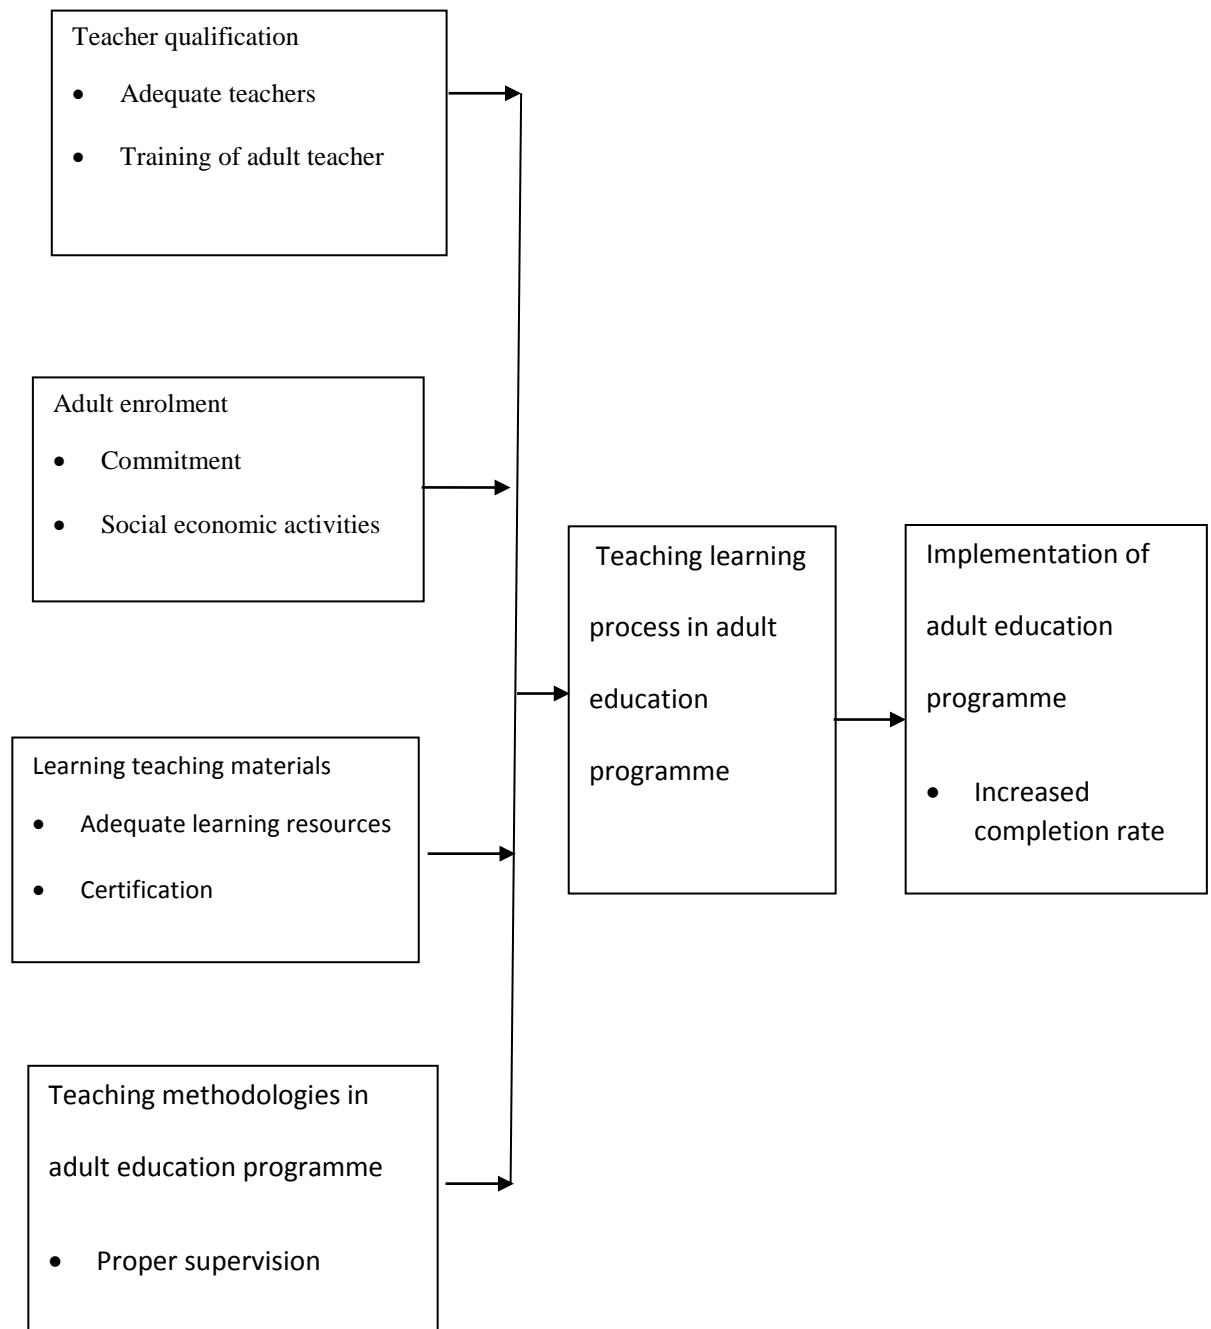 Teacher qualification
• Adequate teachers
• Training of adult teacher
Adult enrolment
• Commitment
• Social economic activities
Learning teaching materials
• Adequate learning resources
• Certification
Teaching methodologies in
adult education programme
• Proper supervision
Teaching learning
process in adult
education
programme
Implementation of
adult education
programme
• Increased
completion rate